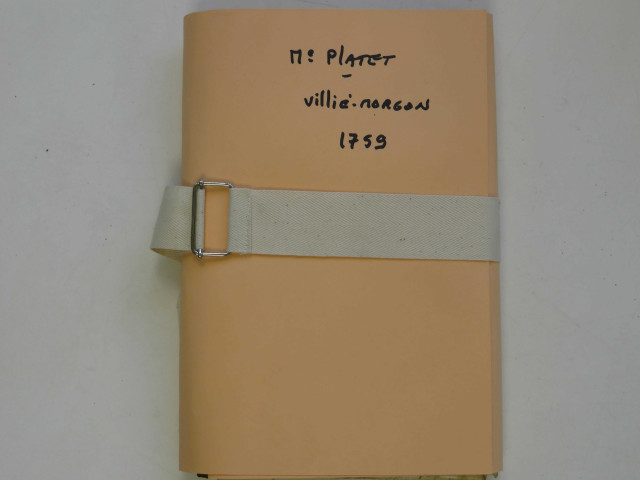 Me PLATET
-
Villié-MORGON
1759